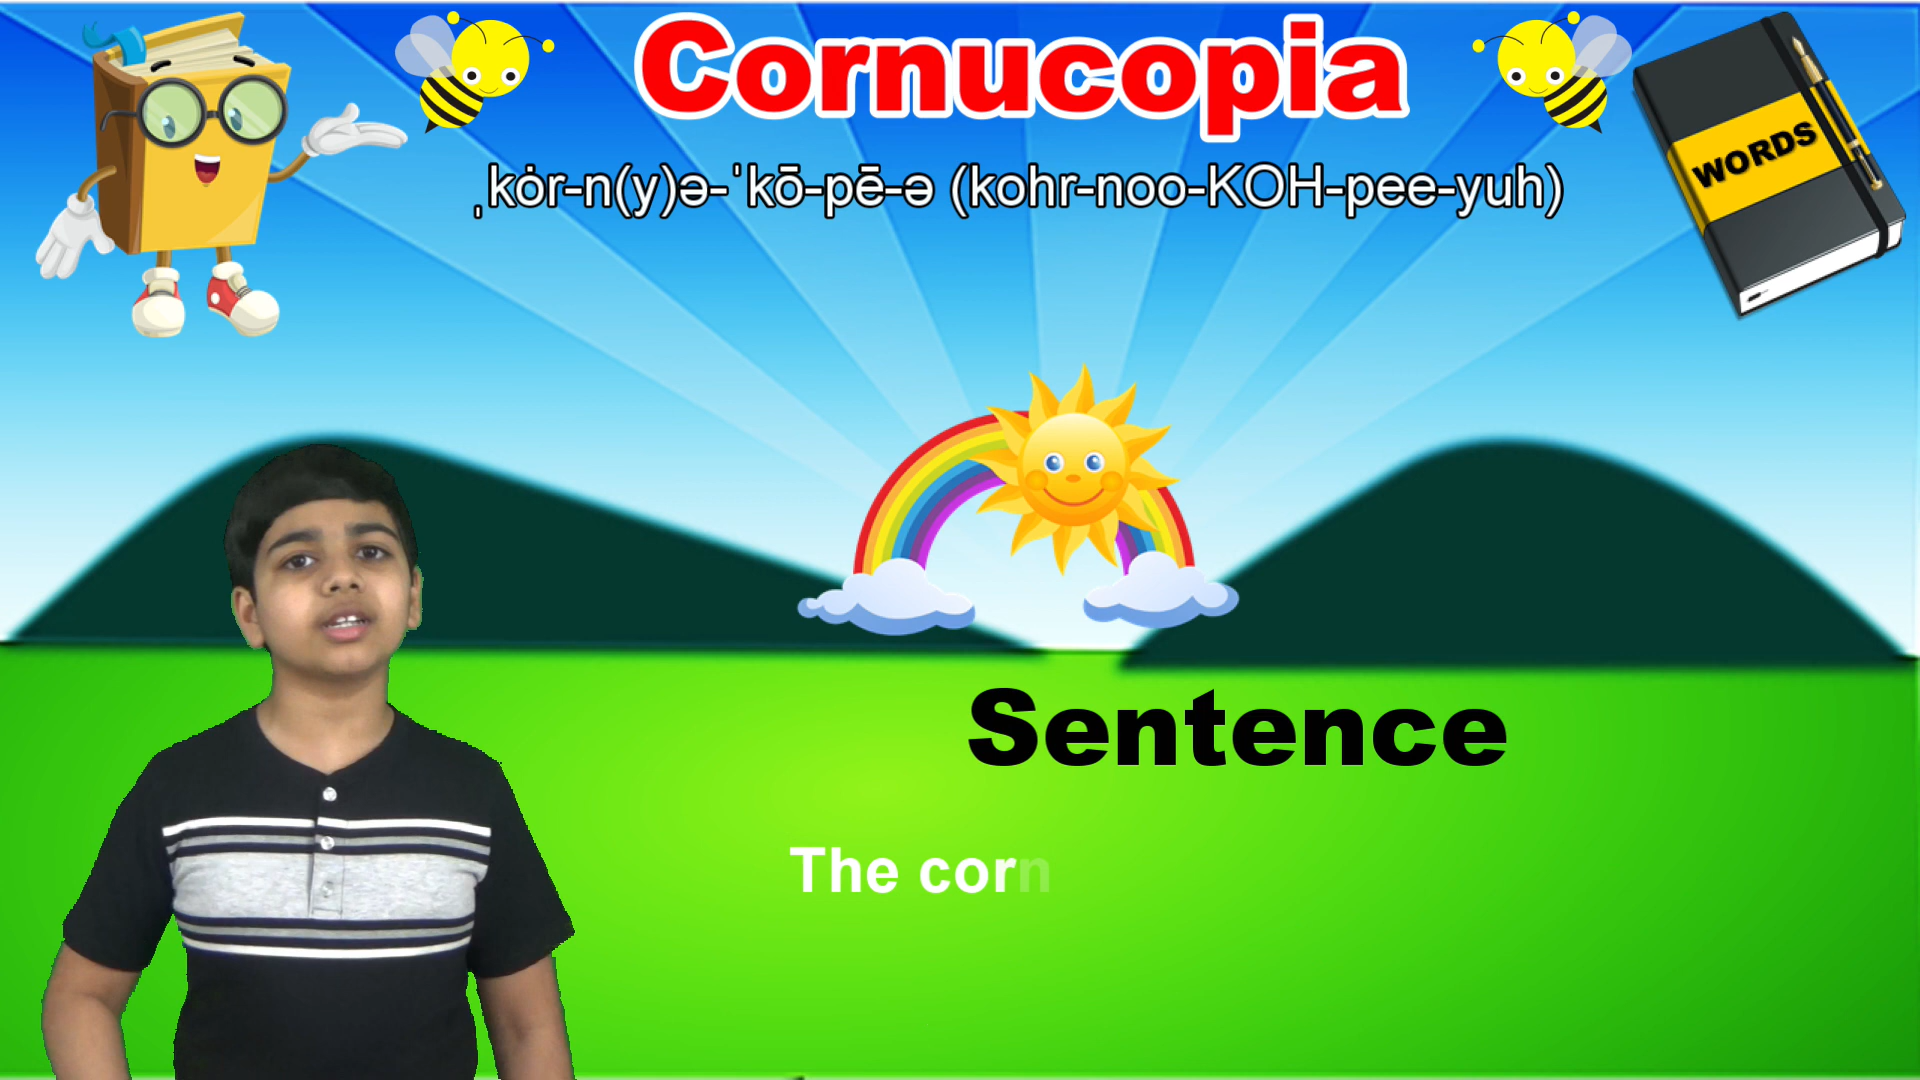 Cornucopia
ˌkȯr-n(y)ə-ˈkō-pē-ə (kohr-noo-KOH-pee-yuh)
WORDS
Sentence
The corn